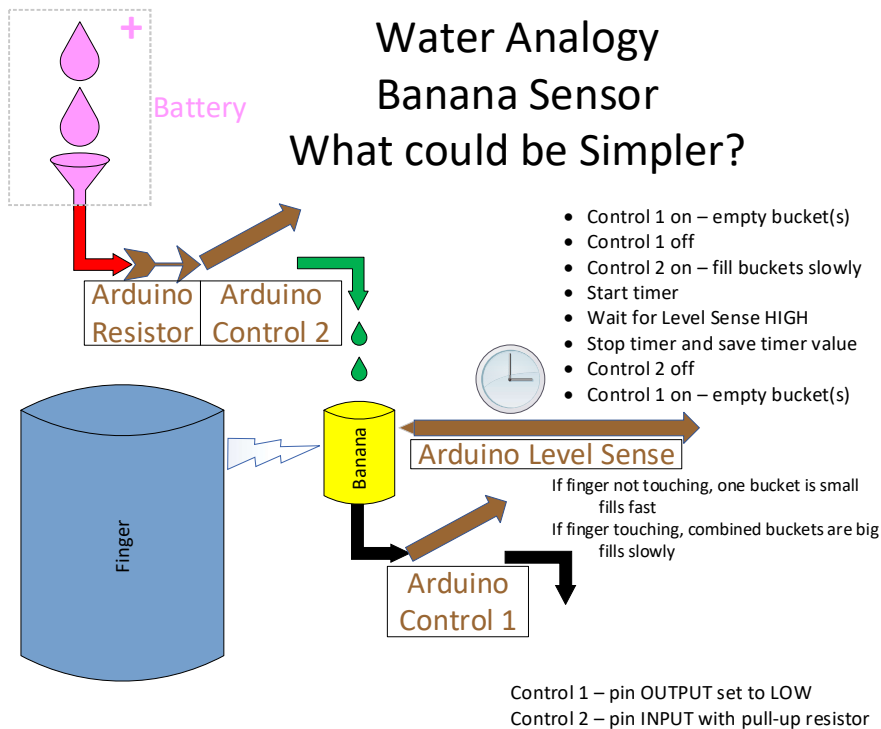 Water Analogy
Banana Sensor
What could be Simpler?
+
Battery
• Control 1 on – empty bucket(s)
• Control 1 off
• Control 2 on – fill buckets slowly
• Start timer
• Wait for Level Sense HIGH
• Stop timer and save timer value
• Control 2 off
• Control 1 on – empty bucket(s)
Arduino
Resistor
Arduino
Control 2
Finger
Banana
Arduino Level Sense
If finger not touching, one bucket is small
fills fast
If finger touching, combined buckets are big
fills slowly
Arduino
Control 1
Control 1 – pin OUTPUT set to LOW
Control 2 – pin INPUT with pull-up resistor